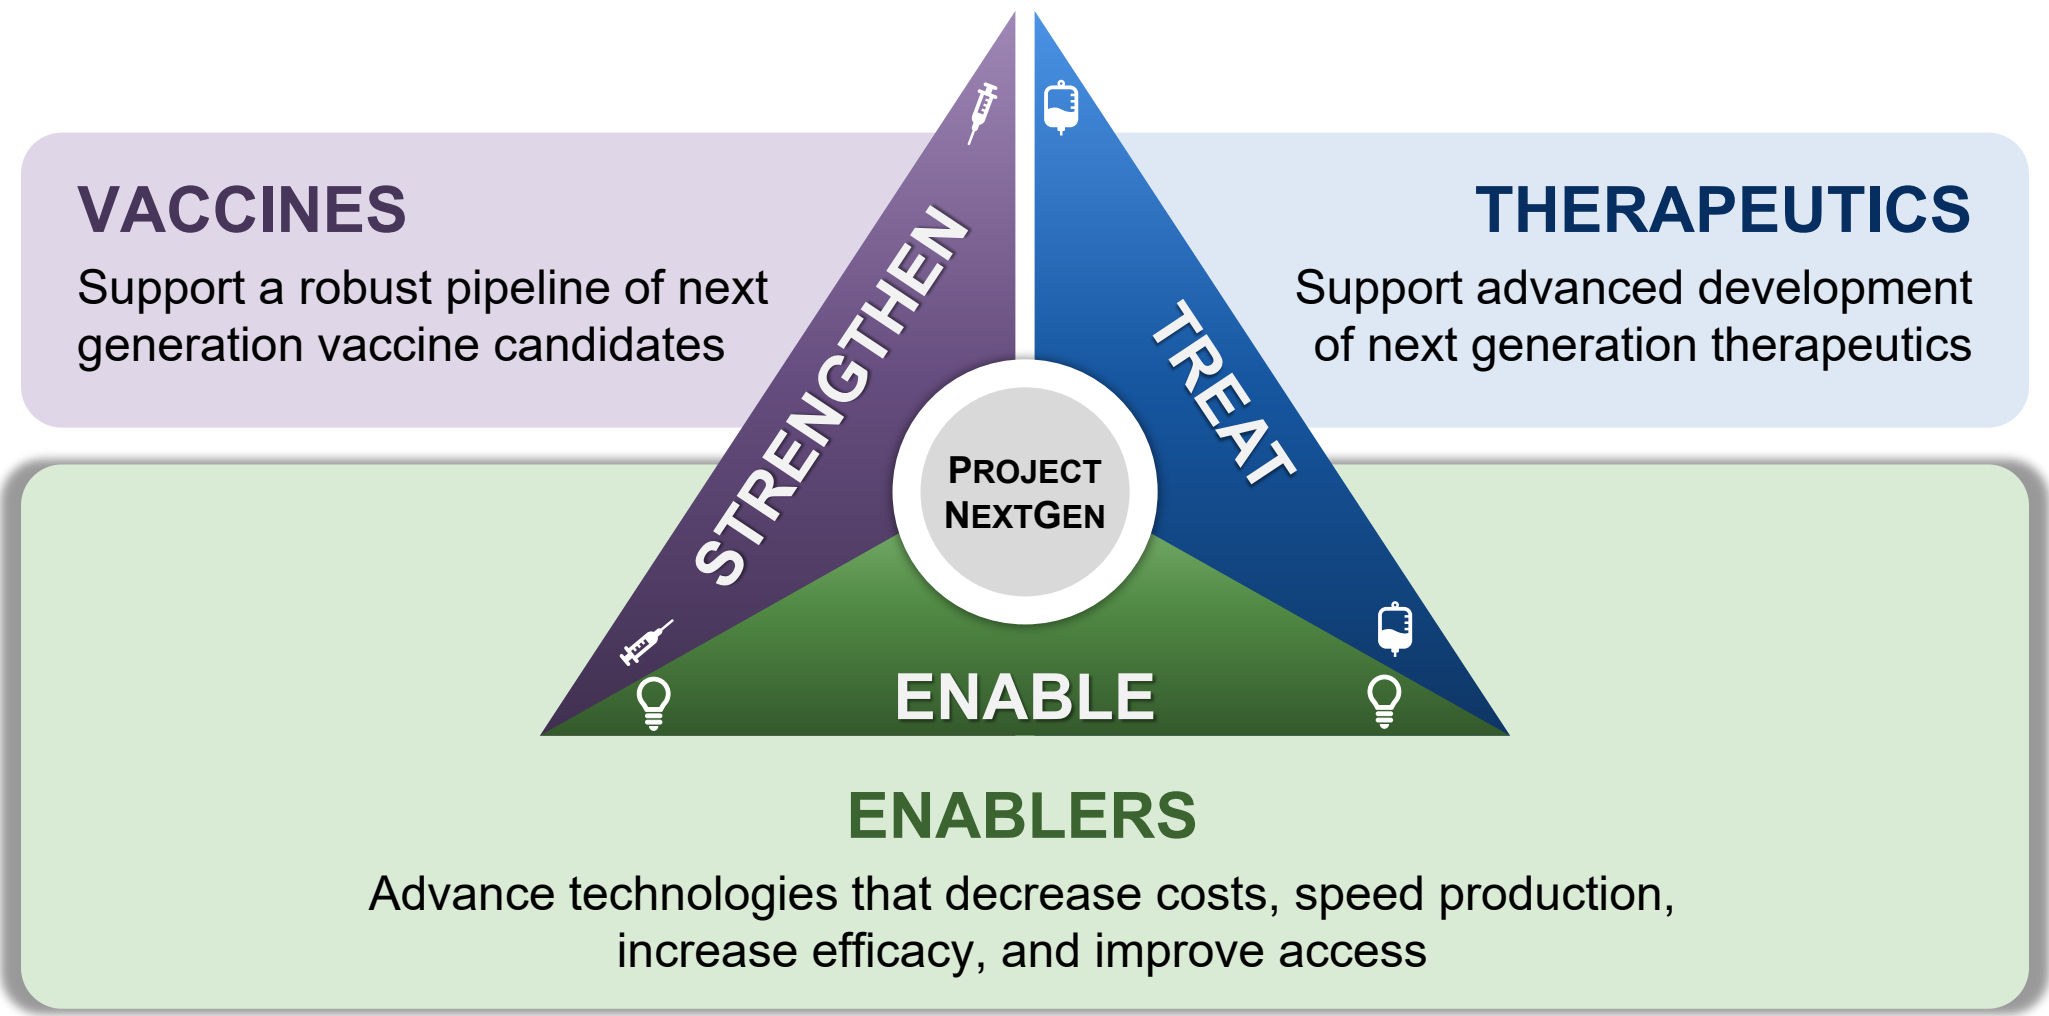 VACCINES
Support a robust pipeline of next
generation vaccine candidates
STRENGTHEN
TREAT
THERAPEUTICS
Support advanced development
of next generation therapeutics
PROJECT
NEXTGEN
ENABLE
ENABLERS
Advance technologies that decrease costs, speed production,
increase efficacy, and improve access